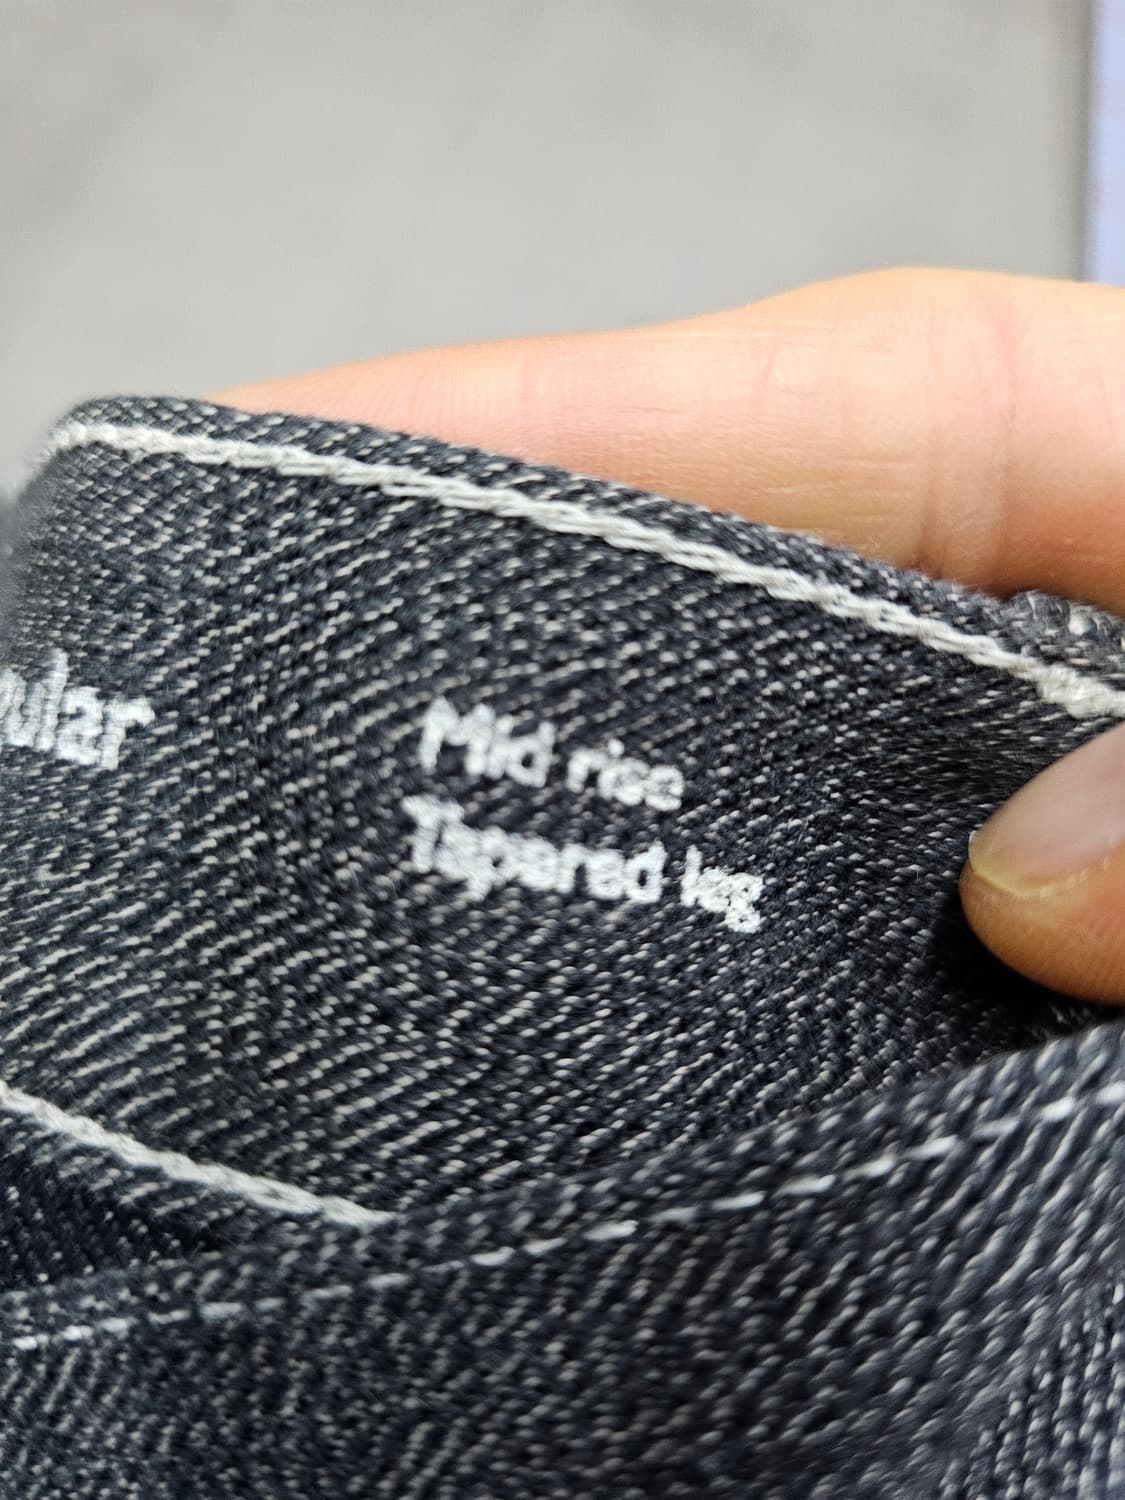 ular
Mid rise
Tapered leg